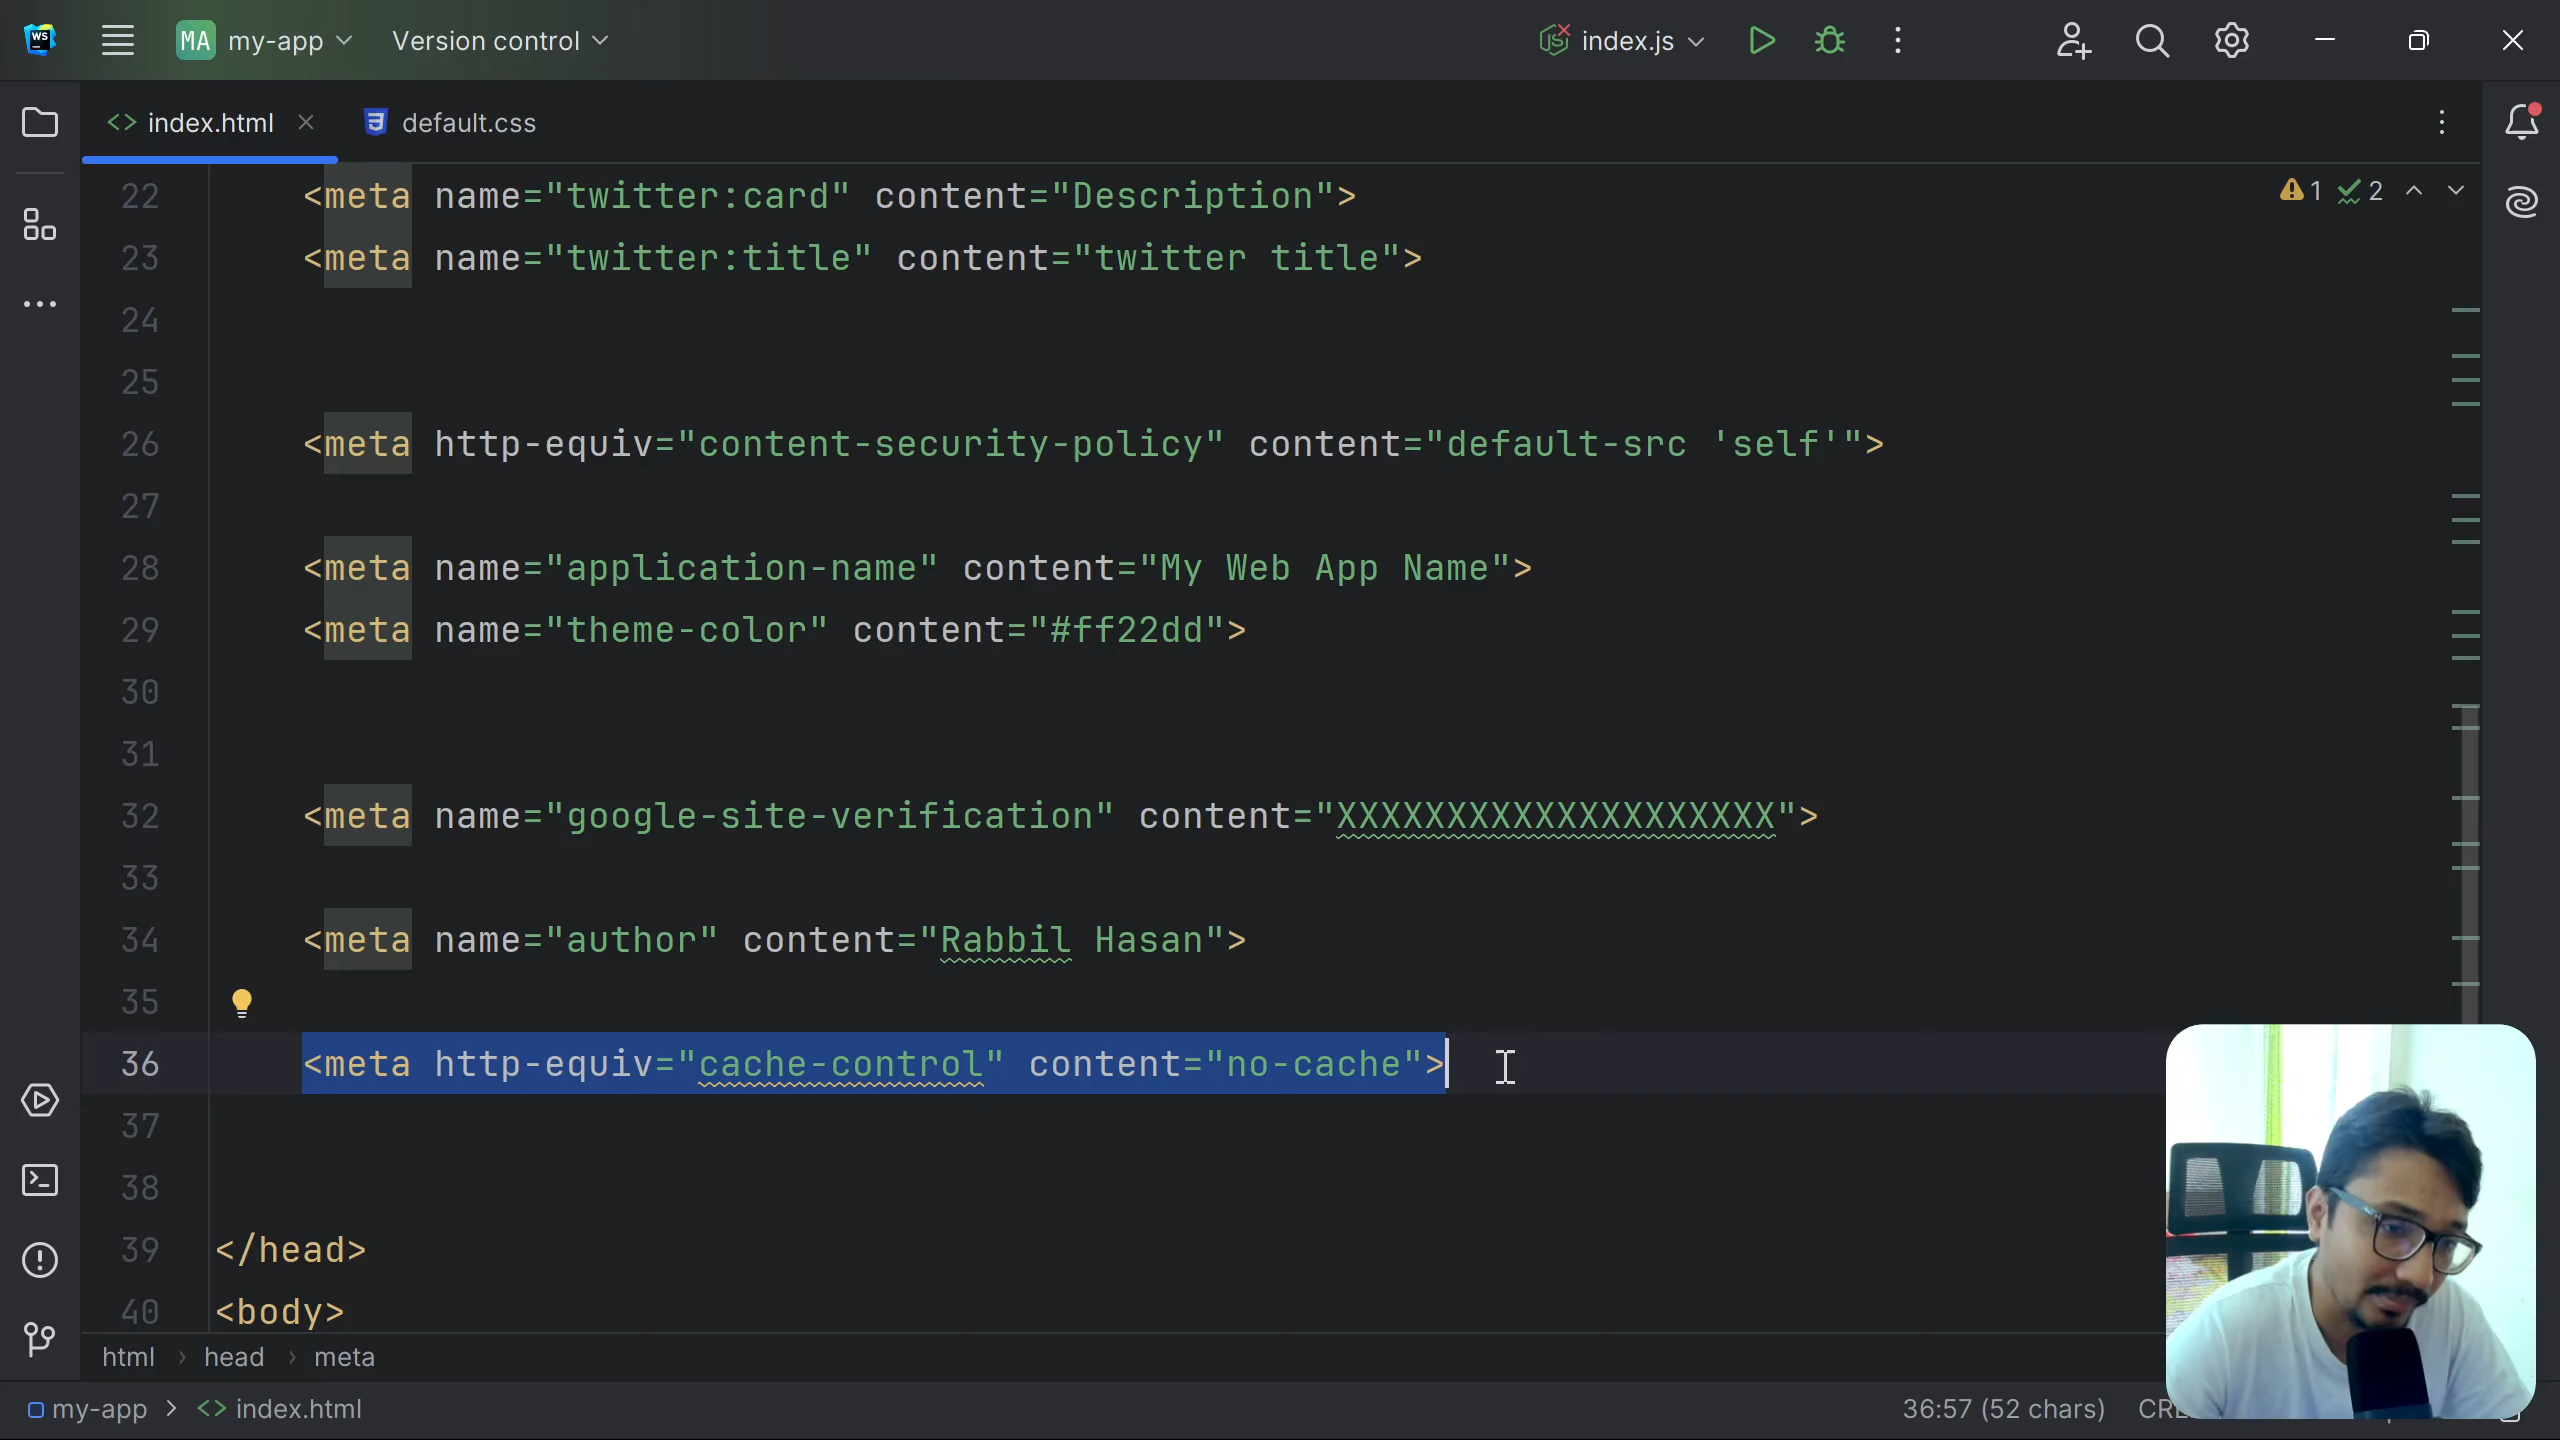 WS
MA my-app Version control index.js
<> index.html default.css
22 <meta name="twitter:card" content="Description">
1 2
23 <meta name="twitter:title" content="twitter title">
24
25
26 <meta http-equiv="content-security-policy" content="default-src 'self'">
27
28 <meta name="application-name" content="My Web App Name">
29 <meta name="theme-color" content="#ff22dd">
30
31
32 <meta name="google-site-verification" content="XXXXXXXXXXXXXXXXXXXX">
33
34 <meta name="author" content="Rabbil Hasan">
35
36 <meta http-equiv="cache-control" content="no-cache">
37
38
39 </head>
40 <body>
html › head › meta
my-app > <> index.html 36:57 (52 chars)